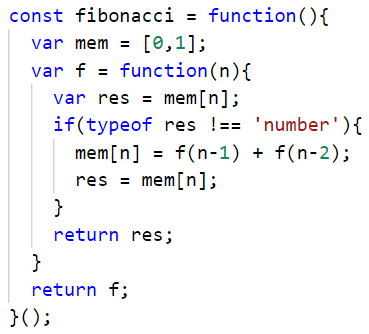 const fibonacci = function(){
  var mem = [0,1];
  var f = function(n){
    var res = mem[n];
    if(typeof res !== 'number'){
      mem[n] = f(n-1) + f(n-2);
      res = mem[n];
    }
    return res;
  }
  return f;
}();